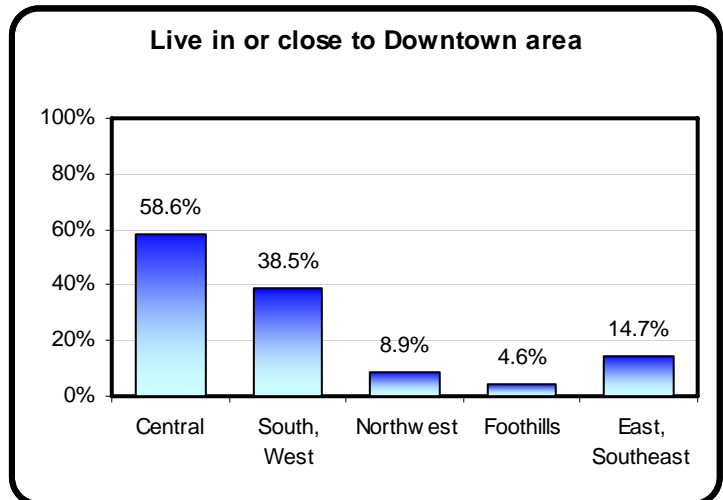 Live in or close to Downtown area
100%
80%
60%
40%
20%
0%
58.6%
38.5%
8.9%
4.6%
14.7%
Central
South,
West
Northw est
Foothills
East,
Southeast